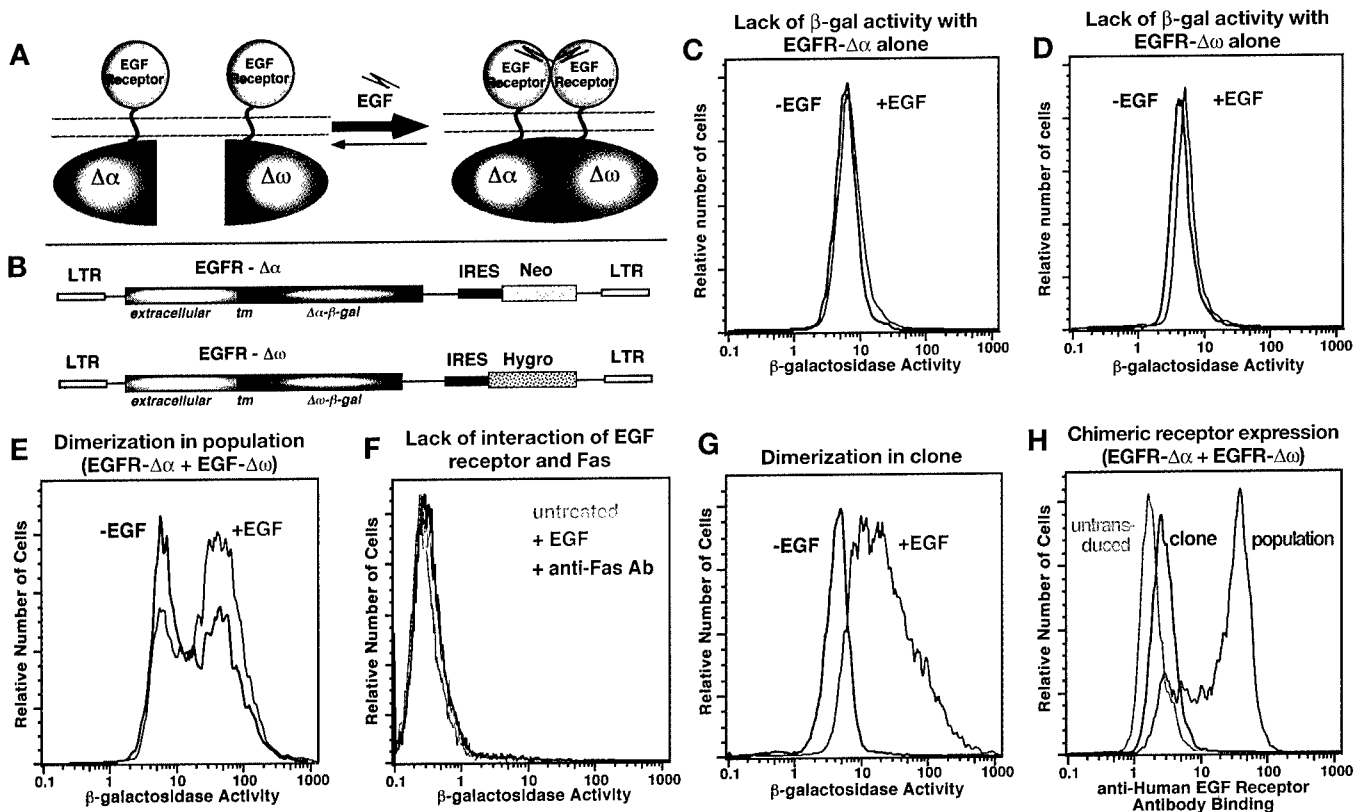 A
EGF
Receptor
EGF
Receptor
EGF
EGF
Receptor
EGF
Receptor
Δα
Δω
Δα
Δω
B
LTR
EGFR - Δα
IRES
Neo
LTR
extracellular
tm
Δα-β-gal
LTR
EGFR - Δω
IRES
Hygro
LTR
extracellular
tm
Δω-β-gal
C
Lack of β-gal activity with
EGFR-Δα alone
-EGF
+EGF
Relative number of cells
0.1 1 10 100 1000
β-galactosidase Activity
D
Lack of β-gal activity with
EGFR-Δω alone
-EGF
+EGF
Relative number of cells
0.1 1 10 100 1000
β-galactosidase Activity
E
Dimerization in population
(EGFR-Δα + EGF-Δω)
-EGF
+EGF
Relative Number of Cells
0.1 1 10 100 1000
β-galactosidase Activity
F
Lack of interaction of EGF
receptor and Fas
untreated
+ EGF
+ anti-Fas Ab
Relative Number of Cells
0.1 1 10 100 1000
β-galactosidase Activity
G
Dimerization in clone
-EGF
+EGF
Relative Number of Cells
0.1 1 10 100 1000
β-galactosidase Activity
H
Chimeric receptor expression
(EGFR-Δα + EGFR-Δω)
untrans-
duced
clone
population
Relative Number of Cells
0.1 1 10 100 1000
anti-Human EGF Receptor
Antibody Binding